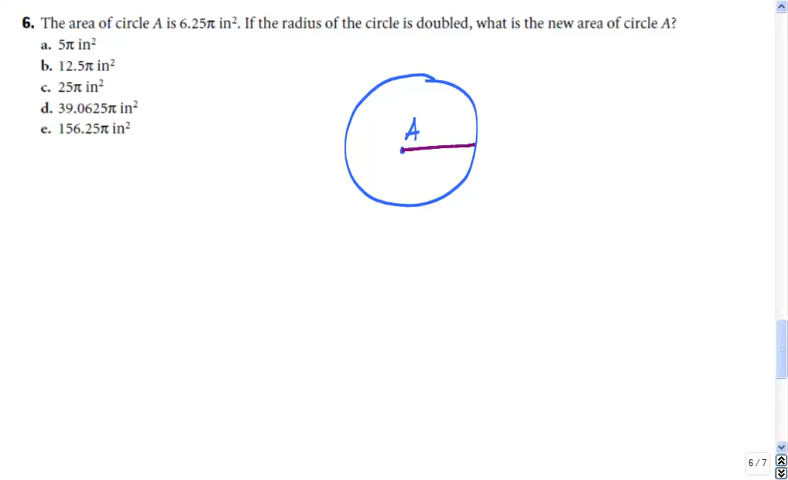 6. The area of circle A is 6.25π in². If the radius of the circle is doubled, what is the new area of circle A?
a. 5π in²
b. 12.5π in²
c. 25π in²
d. 39.0625π in²
e. 156.25π in²
A
6 / 7